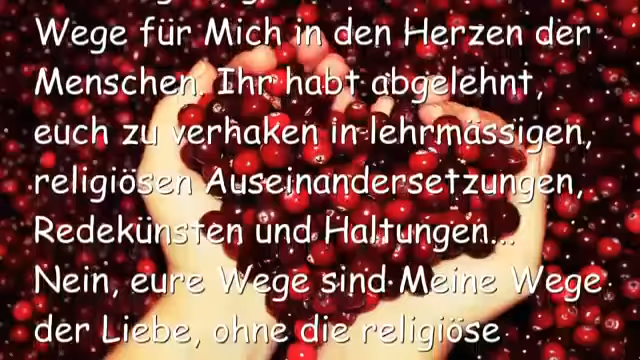 Wege für Mich in den Herzen der
Menschen. Ihr habt abgelehnt,
euch zu verhaken in lehrmässigen,
religiösen Auseinandersetzungen,
Redekünsten und Haltungen...
Nein, eure Wege sind Meine Wege
der Liebe, ohne die religiöse